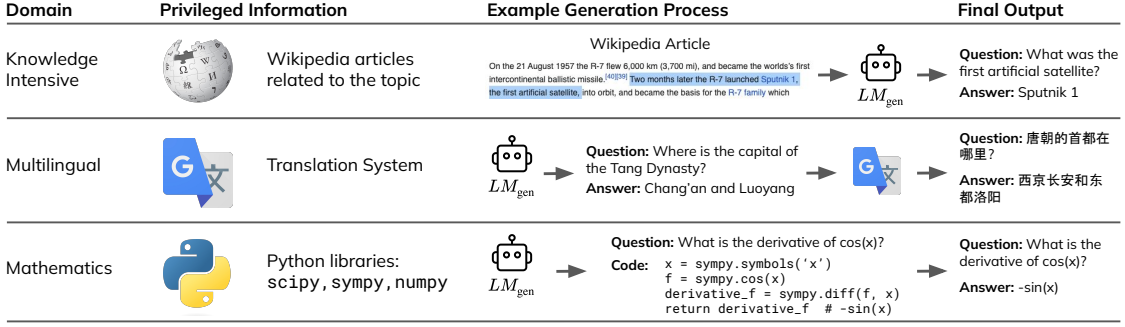 Domain Privileged Information Example Generation Process Final Output
Knowledge Intensive
Wikipedia articles related to the topic
Wikipedia Article
On the 21 August 1957 the R-7 flew 6,000 km (3,700 mi), and became the worlds's first
intercontinental ballistic missile.[40][39] Two months later the R-7 launched Sputnik 1,
the first artificial satellite, into orbit, and became the basis for the R-7 family which
LMgen
Question: What was the
first artificial satellite?
Answer: Sputnik 1
Multilingual
G 文
Translation System
LMgen
Question: Where is the capital of
the Tang Dynasty?
Answer: Chang'an and Luoyang
G 文
Question: 唐朝的首都在
哪里?
Answer: 西京长安和东
都洛阳
Mathematics
Python libraries:
scipy,sympy,numpy
LMgen
Question: What is the derivative of cos(x)?
Code: x = sympy.symbols('x')
f = sympy.cos(x)
derivative_f = sympy.diff(f, x)
return derivative_f # -sin(x)
Question: What is the
derivative of cos(x)?
Answer: -sin(x)